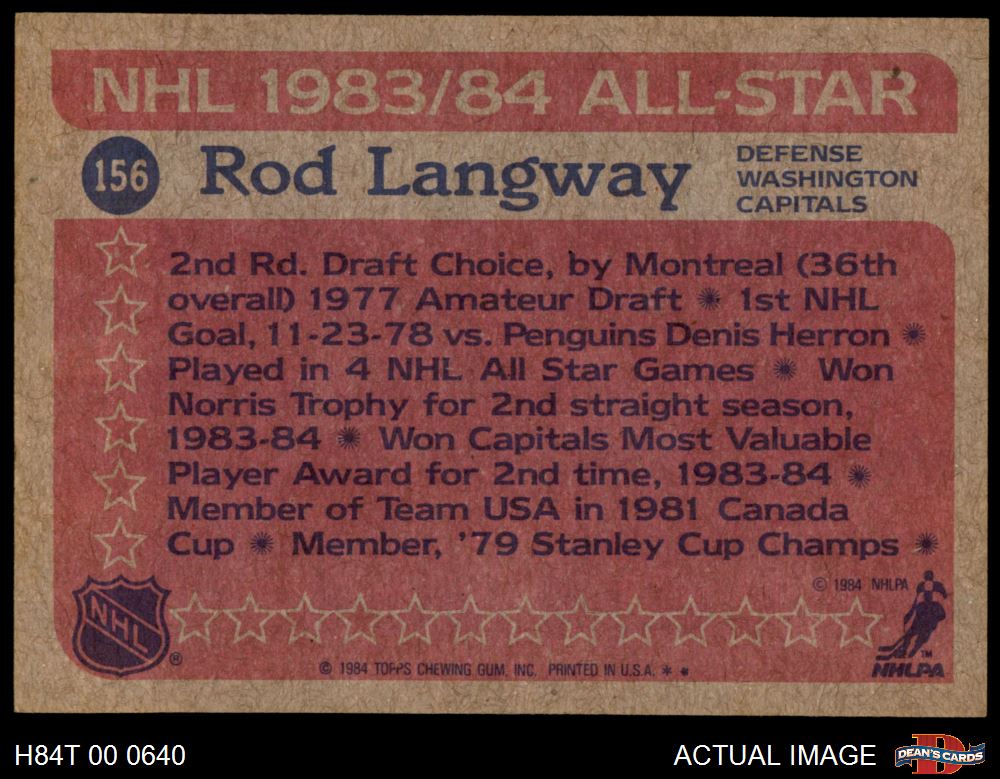 NHL 1983/84 ALL-STAR
156 Rod Langway
DEFENSE
WASHINGTON
CAPITALS
2nd Rd. Draft Choice, by Montreal (36th
overall) 1977 Amateur Draft ✺ 1st NHL
Goal, 11-23-78 vs. Penguins Denis Herron ✺
Played in 4 NHL All Star Games ✺ Won
Norris Trophy for 2nd straight season,
1983-84 ✺ Won Capitals Most Valuable
Player Award for 2nd time, 1983-84 ✺
Member of Team USA in 1981 Canada
Cup ✺ Member, '79 Stanley Cup Champs ✺
© 1984 NHLPA
NHL ®
TM
NHLPA
© 1984 TOPPS CHEWING GUM, INC. PRINTED IN U.S.A. * *
H84T 00 0640
ACTUAL IMAGE
D
DEAN'S CARDS